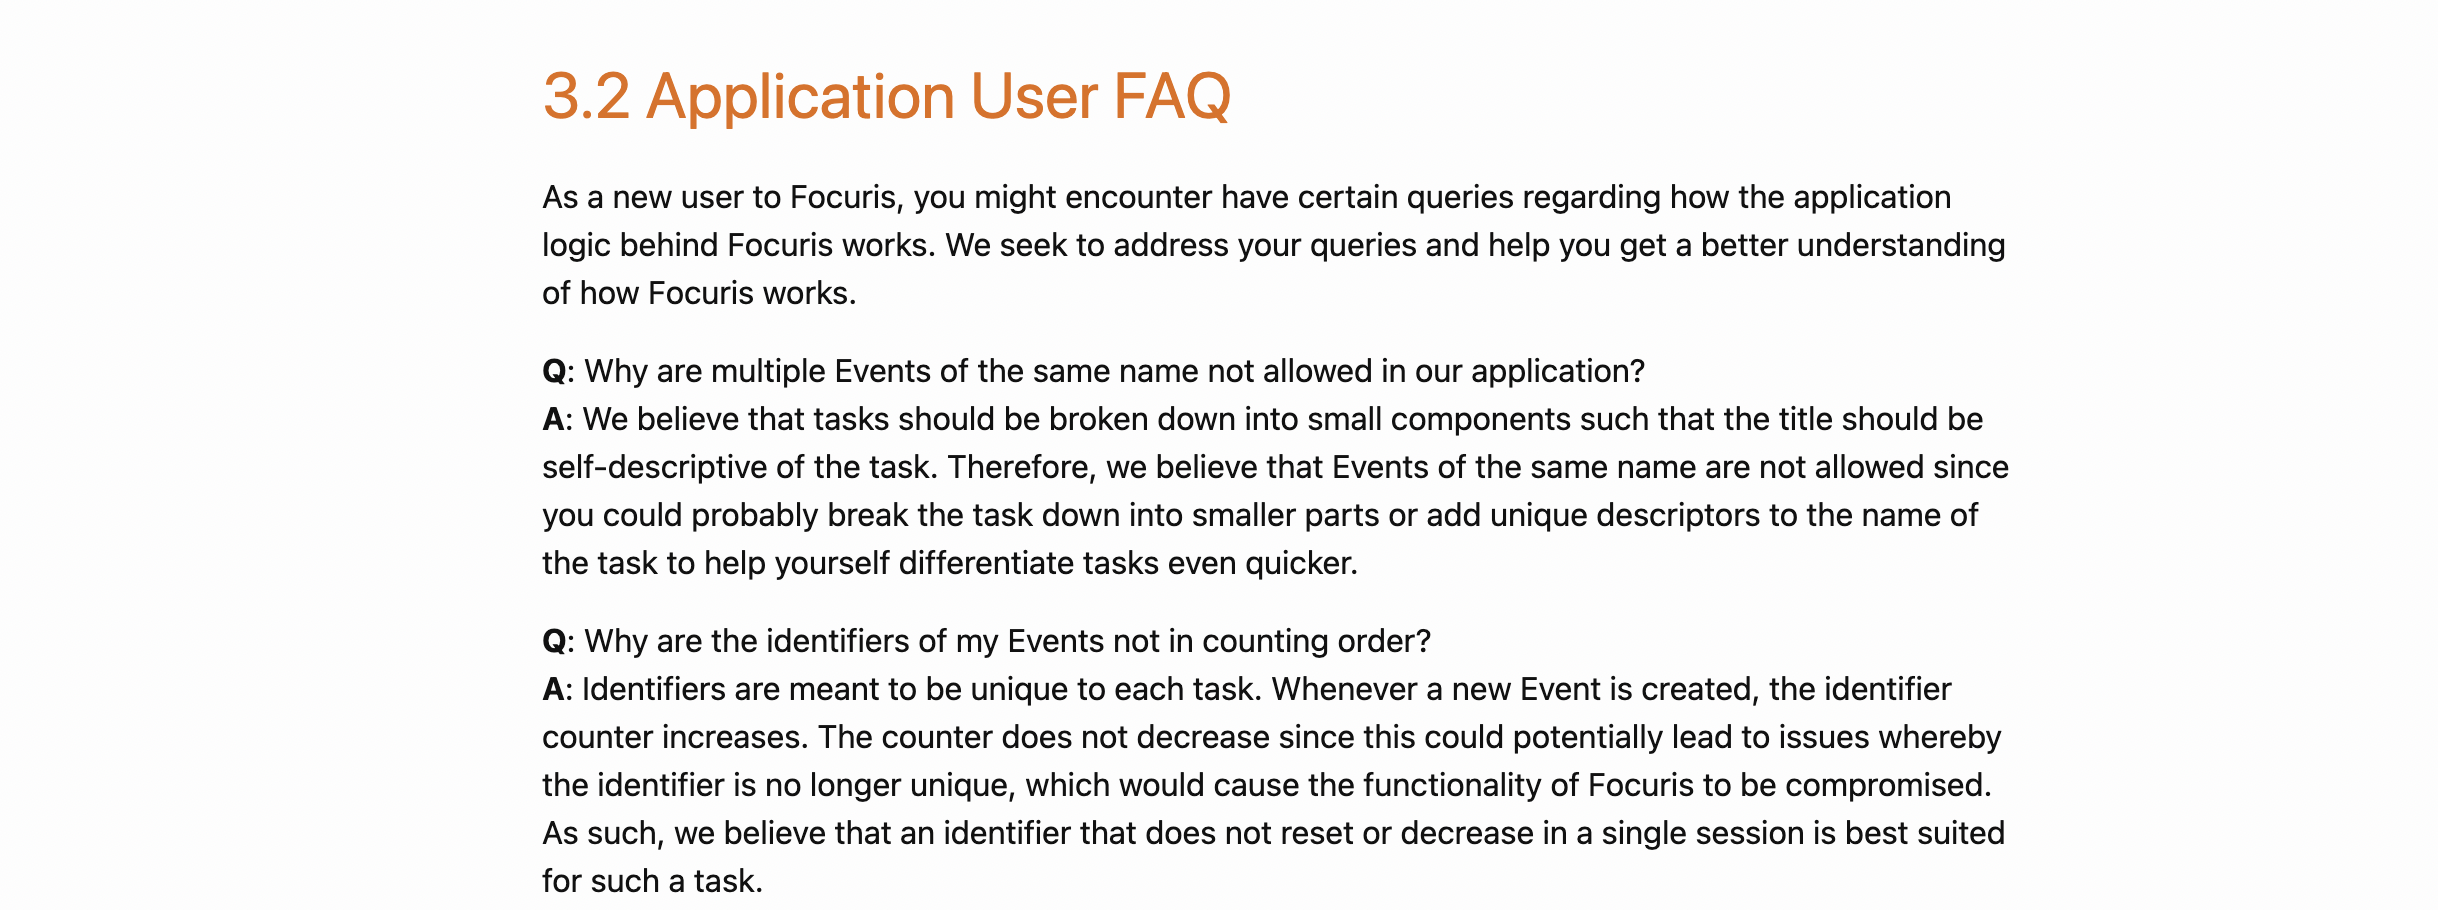 3.2 Application User FAQ
As a new user to Focuris, you might encounter have certain queries regarding how the application
logic behind Focuris works. We seek to address your queries and help you get a better understanding
of how Focuris works.
Q: Why are multiple Events of the same name not allowed in our application?
A: We believe that tasks should be broken down into small components such that the title should be
self-descriptive of the task. Therefore, we believe that Events of the same name are not allowed since
you could probably break the task down into smaller parts or add unique descriptors to the name of
the task to help yourself differentiate tasks even quicker.
Q: Why are the identifiers of my Events not in counting order?
A: Identifiers are meant to be unique to each task. Whenever a new Event is created, the identifier
counter increases. The counter does not decrease since this could potentially lead to issues whereby
the identifier is no longer unique, which would cause the functionality of Focuris to be compromised.
As such, we believe that an identifier that does not reset or decrease in a single session is best suited
for such a task.